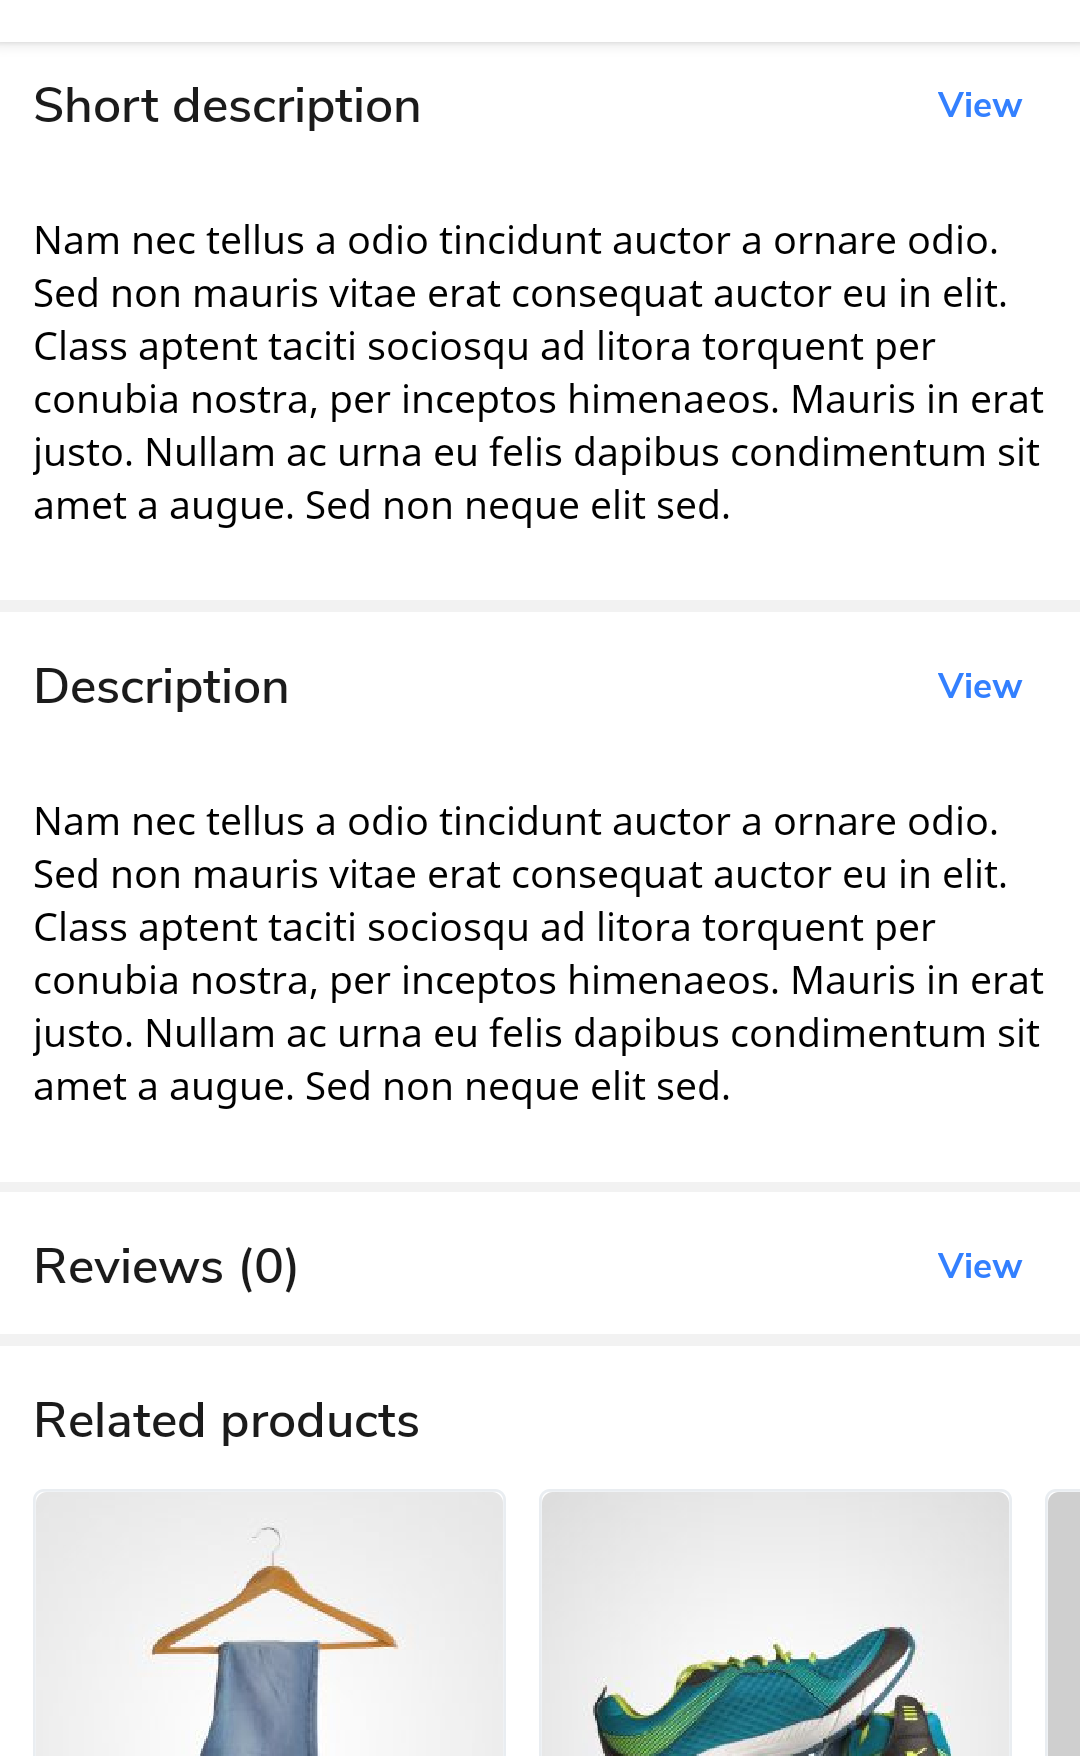 Short description
View
Nam nec tellus a odio tincidunt auctor a ornare odio.
Sed non mauris vitae erat consequat auctor eu in elit.
Class aptent taciti sociosqu ad litora torquent per
conubia nostra, per inceptos himenaeos. Mauris in erat
justo. Nullam ac urna eu felis dapibus condimentum sit
amet a augue. Sed non neque elit sed.
Description
View
Nam nec tellus a odio tincidunt auctor a ornare odio.
Sed non mauris vitae erat consequat auctor eu in elit.
Class aptent taciti sociosqu ad litora torquent per
conubia nostra, per inceptos himenaeos. Mauris in erat
justo. Nullam ac urna eu felis dapibus condimentum sit
amet a augue. Sed non neque elit sed.
Reviews (0)
View
Related products